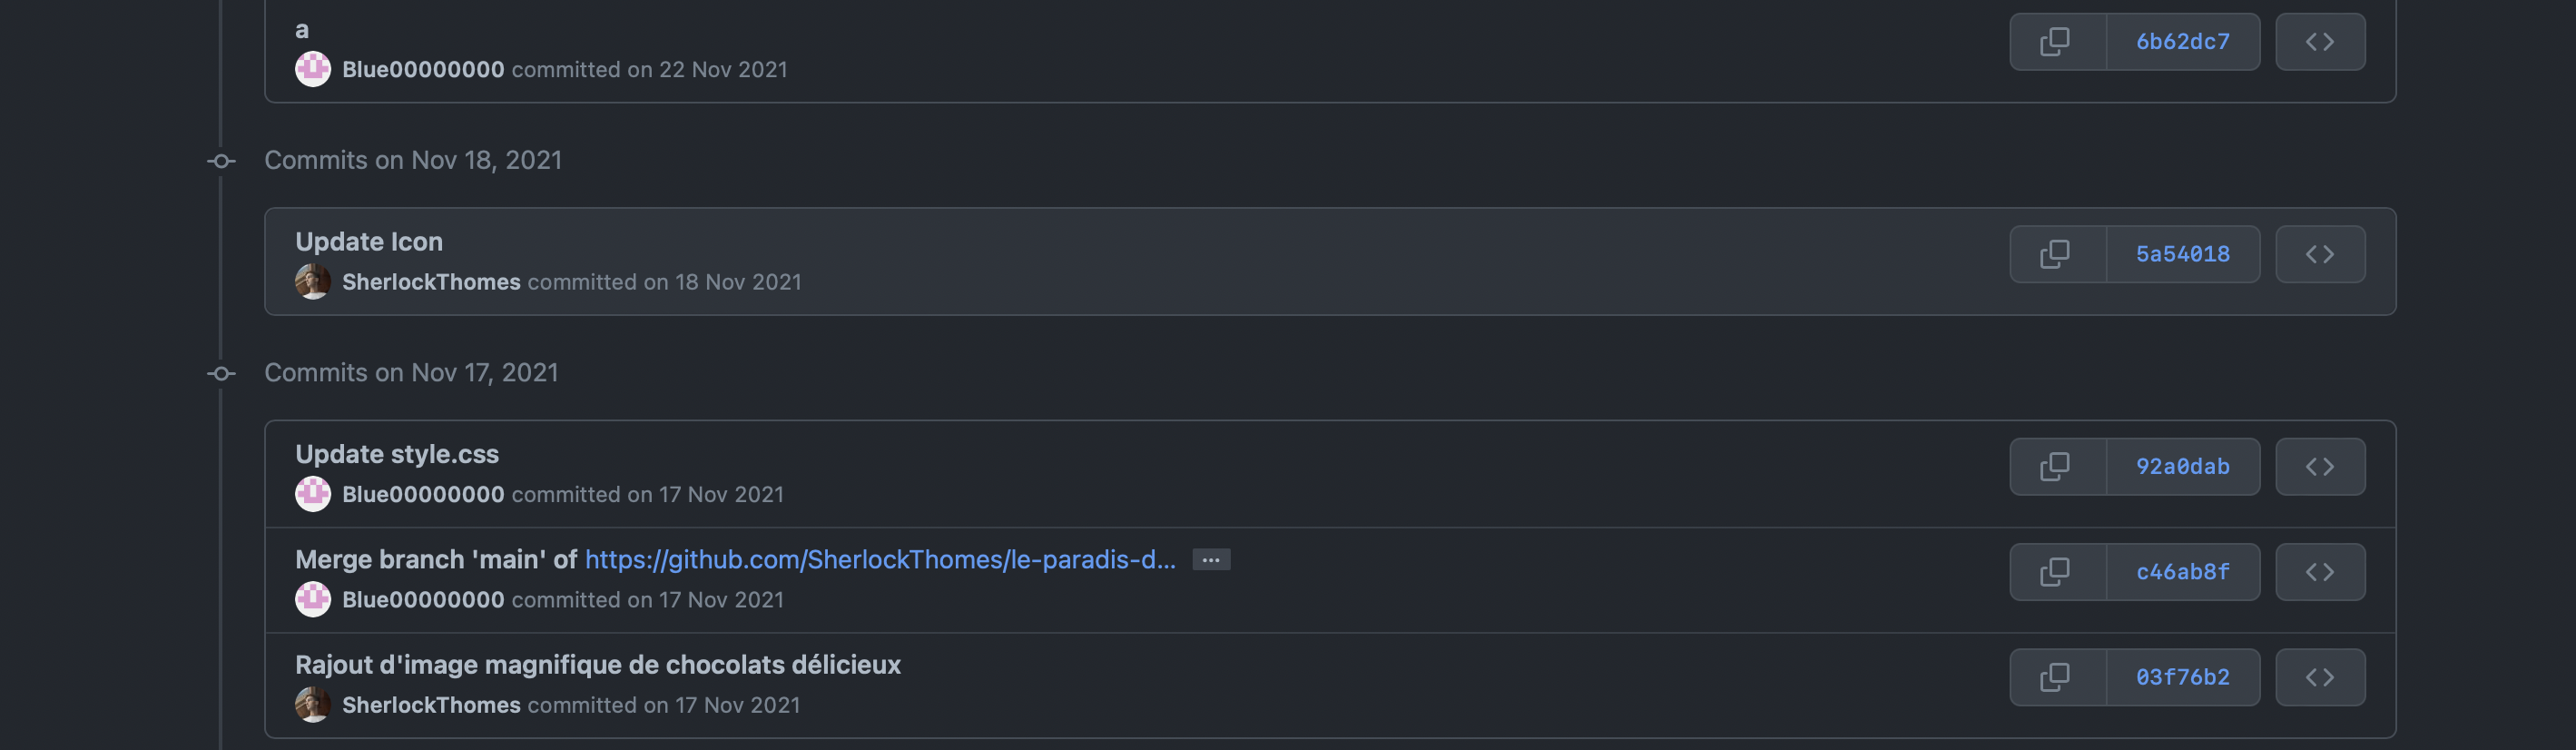 a
6b62dc7
Blue00000000 committed on 22 Nov 2021
Commits on Nov 18, 2021
Update Icon
5a54018
SherlockThomes committed on 18 Nov 2021
Commits on Nov 17, 2021
Update style.css
92a0dab
Blue00000000 committed on 17 Nov 2021
Merge branch 'main' of https://github.com/SherlockThomes/le-paradis-d... ...
c46ab8f
Blue00000000 committed on 17 Nov 2021
Rajout d'image magnifique de chocolats délicieux
03f76b2
SherlockThomes committed on 17 Nov 2021